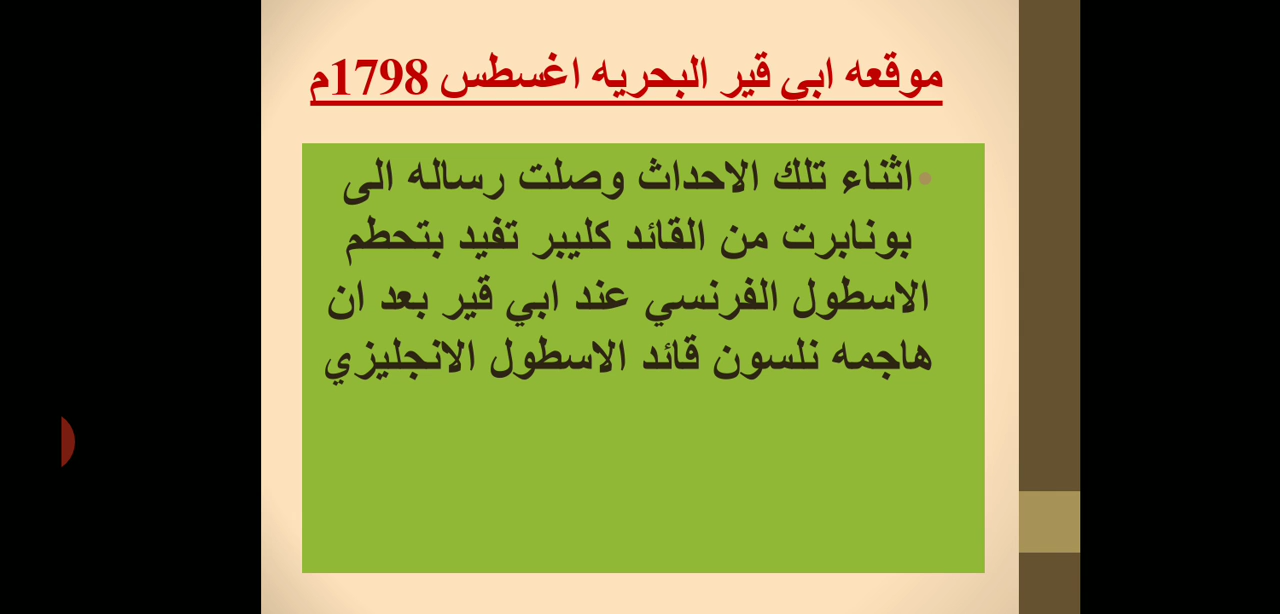 موقعه ابى قير البحريه اغسطس 1798م
•اثناء تلك الاحداث وصلت رساله الى
بونابرت من القائد كليبر تفيد بتحطم
الاسطول الفرنسي عند ابي قير بعد ان
هاجمه نلسون قائد الاسطول الانجليزي